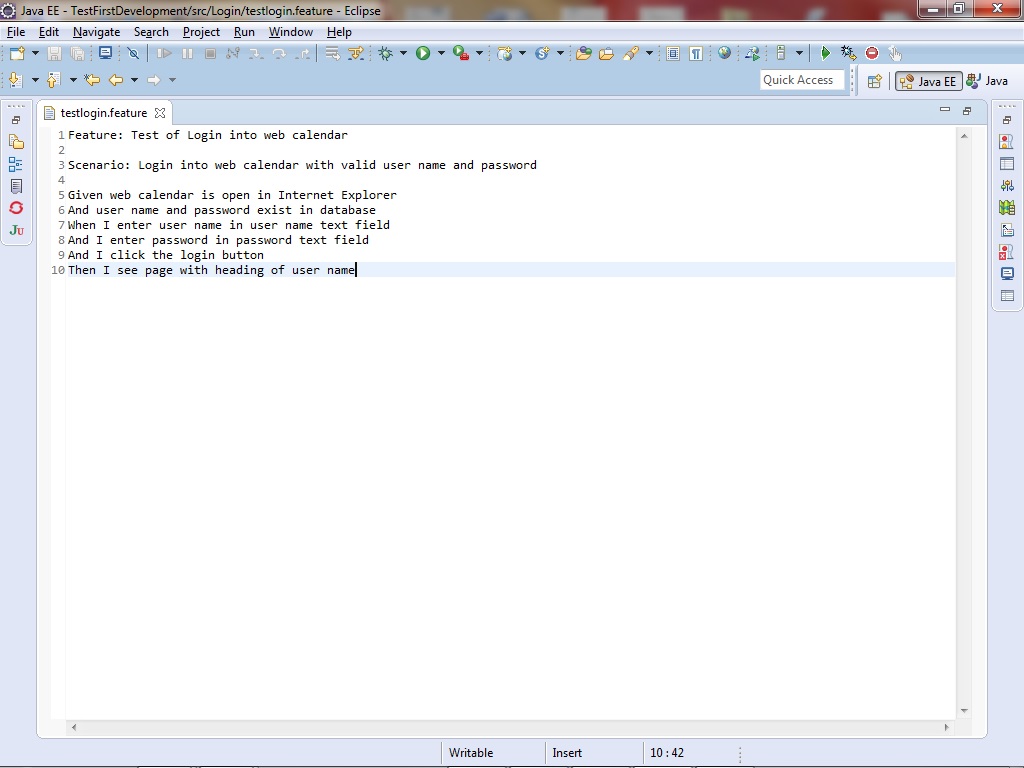 Java EE - TestFirstDevelopment/src/Login/testlogin.feature - Eclipse
File Edit Navigate Search Project Run Window Help
Quick Access
Java EE
Java
testlogin.feature
1 Feature: Test of Login into web calendar
2
3 Scenario: Login into web calendar with valid user name and password
4
5 Given web calendar is open in Internet Explorer
6 And user name and password exist in database
7 When I enter user name in user name text field
8 And I enter password in password text field
9 And I click the login button
10 Then I see page with heading of user name
Ju
Writable Insert 10 : 42